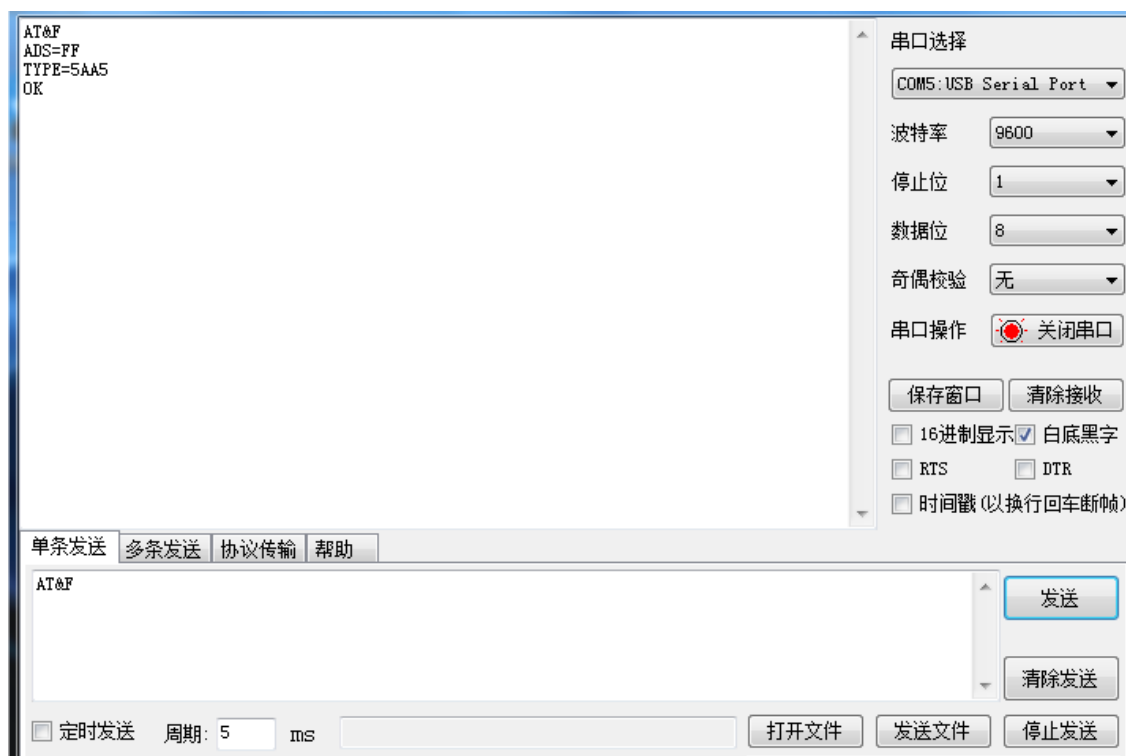 AT&F
ADS=FF
TYPE=5AA5
OK
串口选择
COM5:USB Serial Port
波特率 9600
停止位 1
数据位 8
奇偶校验 无
串口操作 关闭串口
保存窗口 清除接收
16进制显示 白底黑字
RTS DTR
时间戳(以换行回车断帧)
单条发送 多条发送 协议传输 帮助
AT&F
发送
清除发送
定时发送 周期: 5 ms 打开文件 发送文件 停止发送